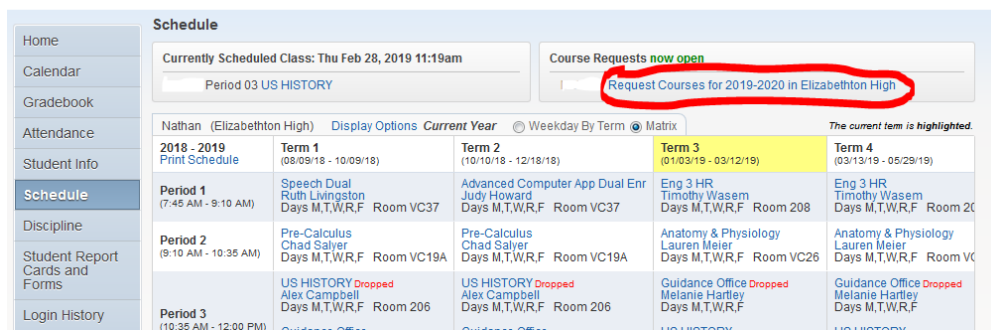 Schedule
Home
Calendar
Gradebook
Attendance
Student Info
Schedule
Discipline
Student Report
Cards and
Forms
Login History
Currently Scheduled Class: Thu Feb 28, 2019 11:19am
Period 03 US HISTORY
Course Requests now open
Request Courses for 2019-2020 in Elizabethton High
Nathan (Elizabethton High) Display Options Current Year Weekday By Term Matrix
The current term is highlighted.
2018 - 2019
Print Schedule
Term 1
(08/09/18 - 10/09/18)
Term 2
(10/10/18 - 12/18/18)
Term 3
(01/03/19 - 03/12/19)
Term 4
(03/13/19 - 05/29/19)
Period 1
(7:45 AM - 9:10 AM)
Speech Dual
Ruth Livingston
Days M,T,W,R,F Room VC37
Advanced Computer App Dual Enr
Judy Howard
Days M,T,W,R,F Room VC37
Eng 3 HR
Timothy Wasem
Days M,T,W,R,F Room 208
Eng 3 HR
Timothy Wasem
Days M,T,W,R,F Room 20
Period 2
(9:10 AM - 10:35 AM)
Pre-Calculus
Chad Salyer
Days M,T,W,R,F Room VC19A
Pre-Calculus
Chad Salyer
Days M,T,W,R,F Room VC19A
Anatomy & Physiology
Lauren Meier
Days M,T,W,R,F Room VC26
Anatomy & Physiology
Lauren Meier
Days M,T,W,R,F Room VC
Period 3
(10:35 AM - 12:00 PM)
US HISTORY Dropped
Alex Campbell
Days M,T,W,R,F Room 206
US HISTORY Dropped
Alex Campbell
Days M,T,W,R,F Room 206
Guidance Office Dropped
Melanie Hartley
Days M,T,W,R,F
Guidance Office Dropped
Melanie Hartley
Days M,T,W,R,F